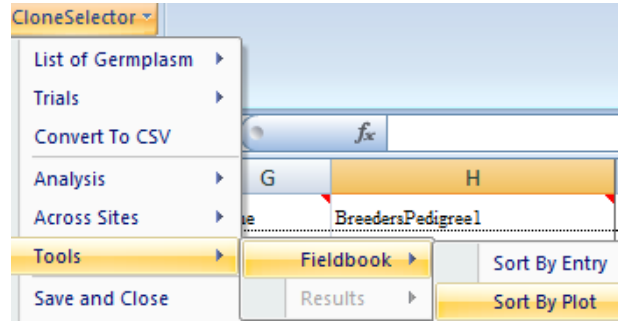 CloneSelector
List of Germplasm
Trials
Convert To CSV
fx
Analysis
G H
Across Sites
BreedersPedigree1
Tools
Fieldbook
Sort By Entry
Save and Close
Results
Sort By Plot